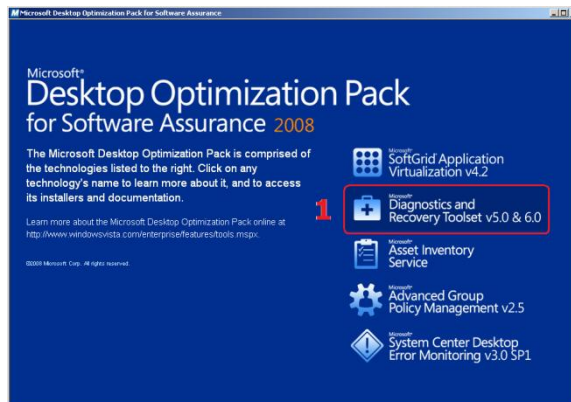 Microsoft Desktop Optimization Pack for Software Assurance
Microsoft®
Desktop Optimization Pack
for Software Assurance 2008
The Microsoft Desktop Optimization Pack is comprised of
the technologies listed to the right. Click on any
technology's name to learn more about it, and to access
its installers and documentation.
Learn more about the Microsoft Desktop Optimization Pack online at
http://www.windowsvista.com/enterprise/features/tools.mspx.
©2008 Microsoft Corp. All rights reserved.
Microsoft®
SoftGrid Application
Virtualization v4.2
1
Microsoft®
Diagnostics and
Recovery Toolset v5.0 & 6.0
Microsoft®
Asset Inventory
Service
Microsoft®
Advanced Group
Policy Management v2.5
Microsoft®
System Center Desktop
Error Monitoring v3.0 SP1